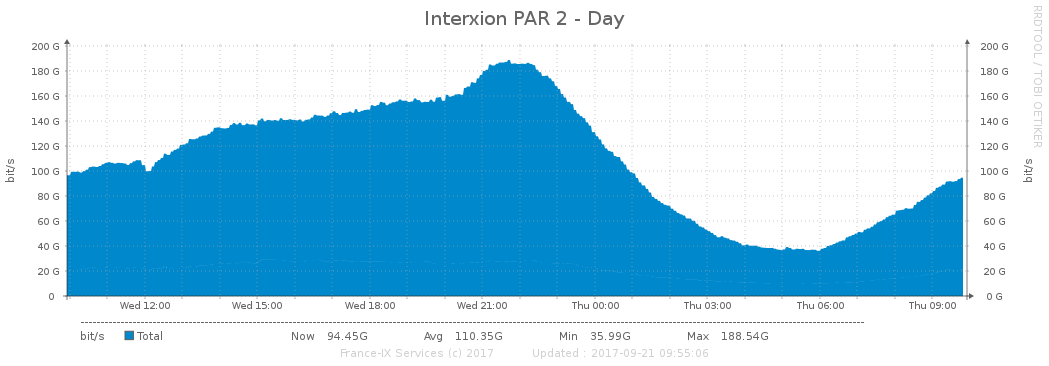 Interxion PAR 2 - Day
RRDTOOL / TOBI OETIKER
200 G 200 G
180 G 180 G
160 G 160 G
140 G 140 G
120 G 120 G
100 G 100 G
80 G 80 G
60 G 60 G
40 G 40 G
20 G 20 G
0 0 G
bit/s bit/s
Wed 12:00 Wed 15:00 Wed 18:00 Wed 21:00 Thu 00:00 Thu 03:00 Thu 06:00 Thu 09:00
bit/s Total Now 94.45G Avg 110.35G Min 35.99G Max 188.54G
France-IX Services (c) 2017 Updated : 2017-09-21 09:55:06